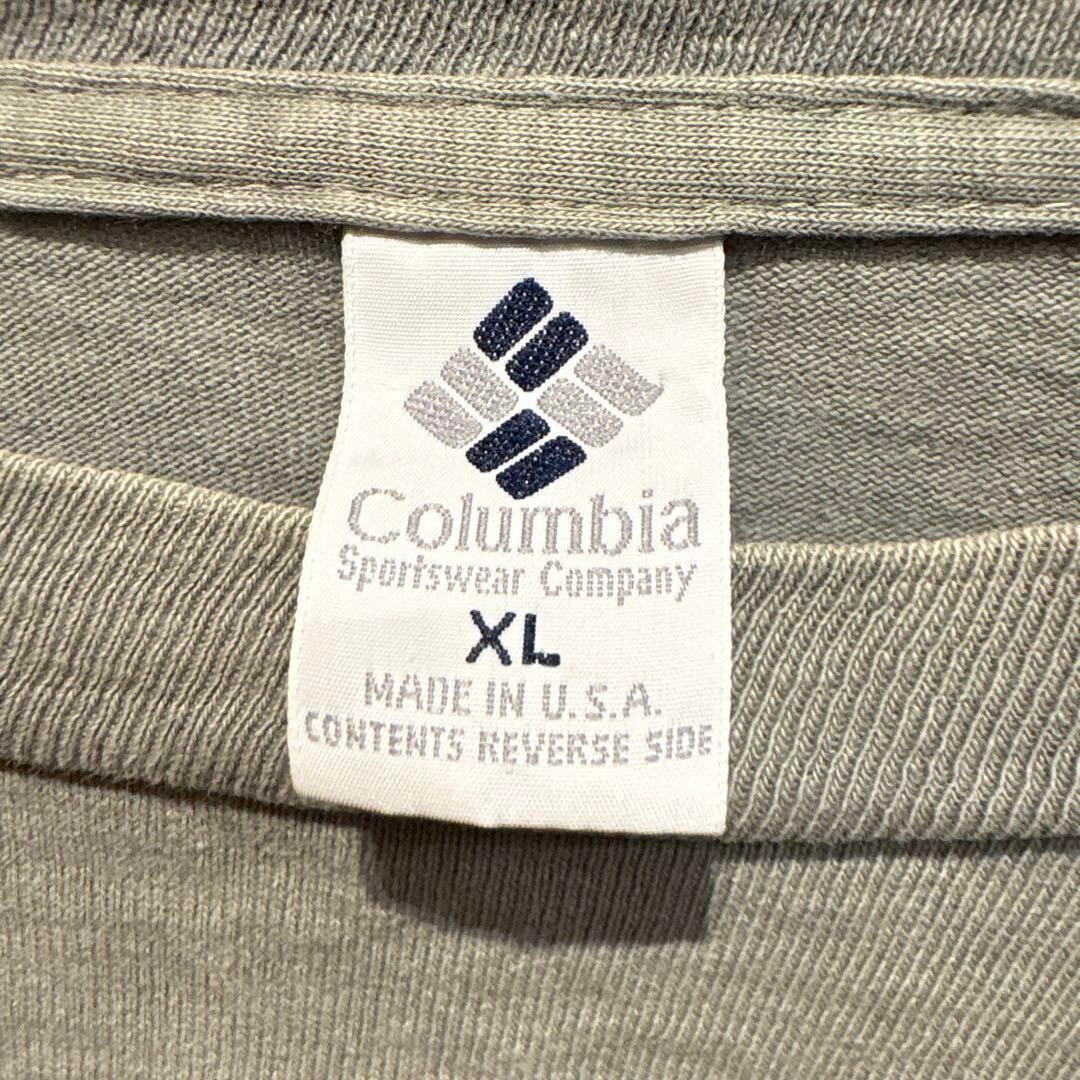 Columbia
Sportswear Company
XL
MADE IN U.S.A.
CONTENTS REVERSE SIDE